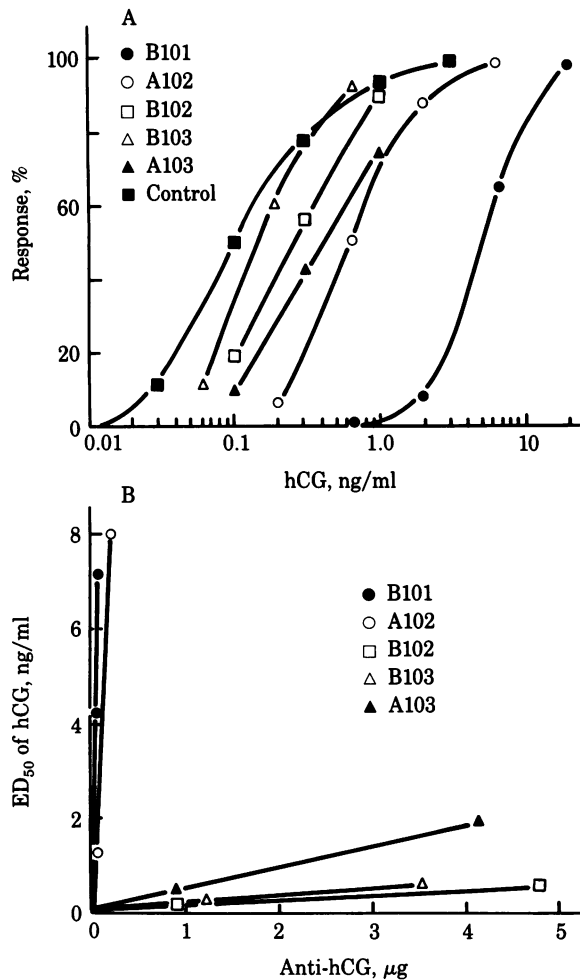 A
B101
A102
B102
B103
A103
Control
Response, %
100
60
20
0
0.01 0.1 1.0 10
hCG, ng/ml
B
B101
A102
B102
B103
A103
ED50 of hCG, ng/ml
8
6
4
2
0
0 1 2 3 4 5
Anti-hCG, μg